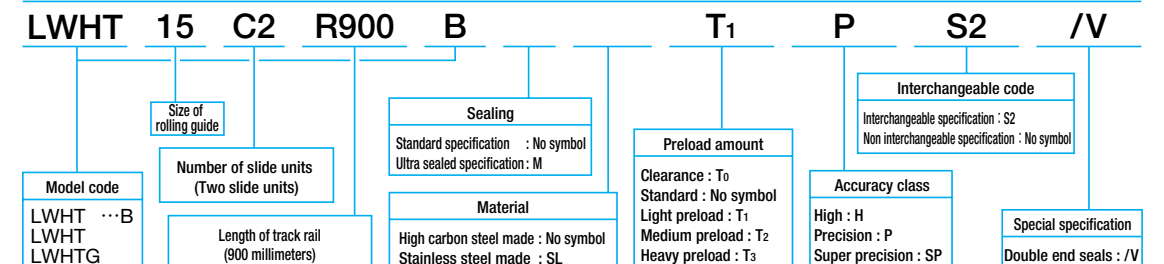 LWHT 15 C2 R900 B T1 P S2 /V
Size of
rolling guide
Number of slide units
(Two slide units)
Model code
LWHT …B
LWHT
LWHTG
Length of track rail
(900 millimeters)
Sealing
Standard specification : No symbol
Ultra sealed specification : M
Material
High carbon steel made : No symbol
Stainless steel made : SL
Preload amount
Clearance : T0
Standard : No symbol
Light preload : T1
Medium preload : T2
Heavy preload : T3
Interchangeable code
Interchangeable specification : S2
Non interchangeable specification : No symbol
Accuracy class
High : H
Precision : P
Super precision : SP
Special specification
Double end seals : /V